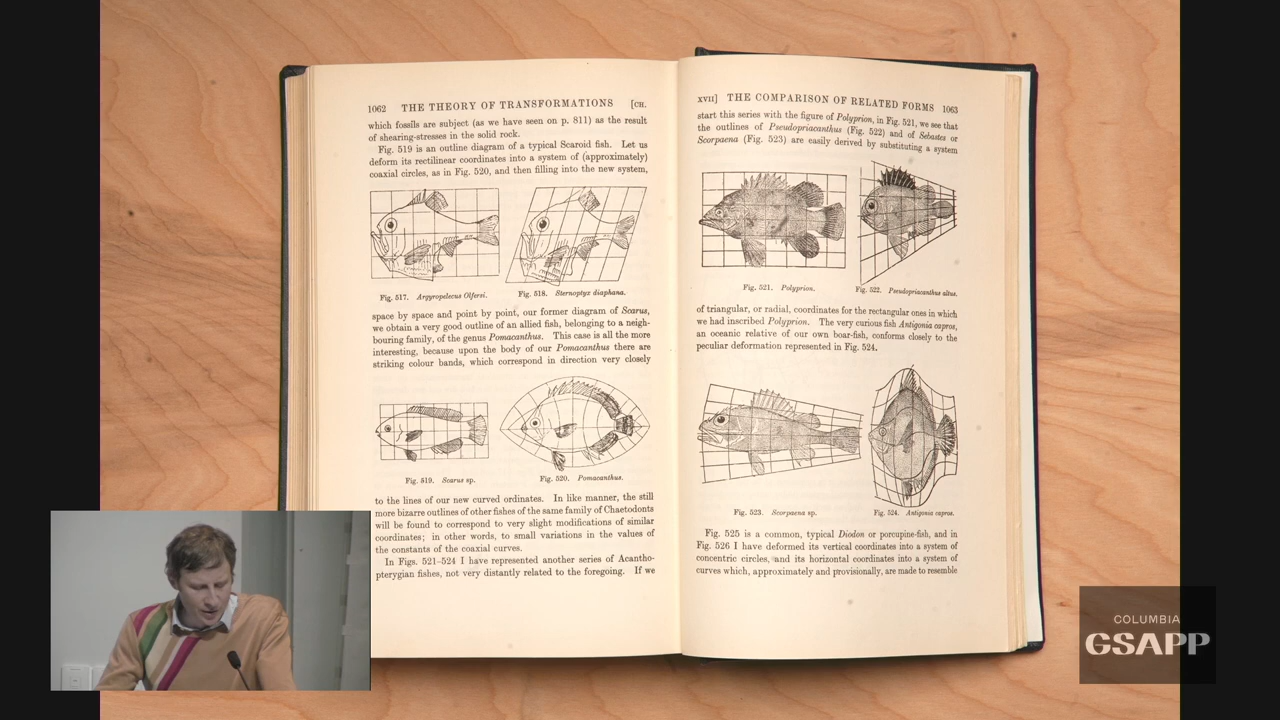 1062 THE THEORY OF TRANSFORMATIONS [CH.
which fossils are subject (as we have seen on p. 811) as the result
of shearing-stresses in the solid rock.
Fig. 519 is an outline diagram of a typical Scaroid fish. Let us
deform its rectilinear coordinates into a system of (approximately)
coaxial circles, as in Fig. 520, and then filling into the new system,
Fig. 517. Argyropelecus Olfersi.
Fig. 518. Sternoptyx diaphana.
space by space and point by point, our former diagram of Scarus,
we obtain a very good outline of an allied fish, belonging to a neigh-
bouring family, of the genus Pomacanthus. This case is all the more
interesting, because upon the body of our Pomacanthus there are
striking colour bands, which correspond in direction very closely
Fig. 519. Scarus sp.
Fig. 520. Pomacanthus.
to the lines of our new curved ordinates. In like manner, the still
more bizarre outlines of other fishes of the same family of Chaetodonts
will be found to correspond to very slight modifications of similar
coordinates; in other words, to small variations in the values of
the constants of the coaxial curves.
In Figs. 521–524 I have represented another series of Acantho-
pterygian fishes, not very distantly related to the foregoing. If we
XVII] THE COMPARISON OF RELATED FORMS 1063
start this series with the figure of Polyprion, in Fig. 521, we see that
the outlines of Pseudopriacanthus (Fig. 522) and of Sebastes or
Scorpaena (Fig. 523) are easily derived by substituting a system
Fig. 521. Polyprion.
Fig. 522. Pseudopriacanthus altus.
of triangular, or radial, coordinates for the rectangular ones in which
we had inscribed Polyprion. The very curious fish Antigonia capros,
an oceanic relative of our own boar-fish, conforms closely to the
peculiar deformation represented in Fig. 524.
Fig. 523. Scorpaena sp.
Fig. 524. Antigonia capros.
Fig. 525 is a common, typical Diodon or porcupine-fish, and in
Fig. 526 I have deformed its vertical coordinates into a system of
concentric circles, and its horizontal coordinates into a system of
curves which, approximately and provisionally, are made to resemble
COLUMBIA
GSAPP